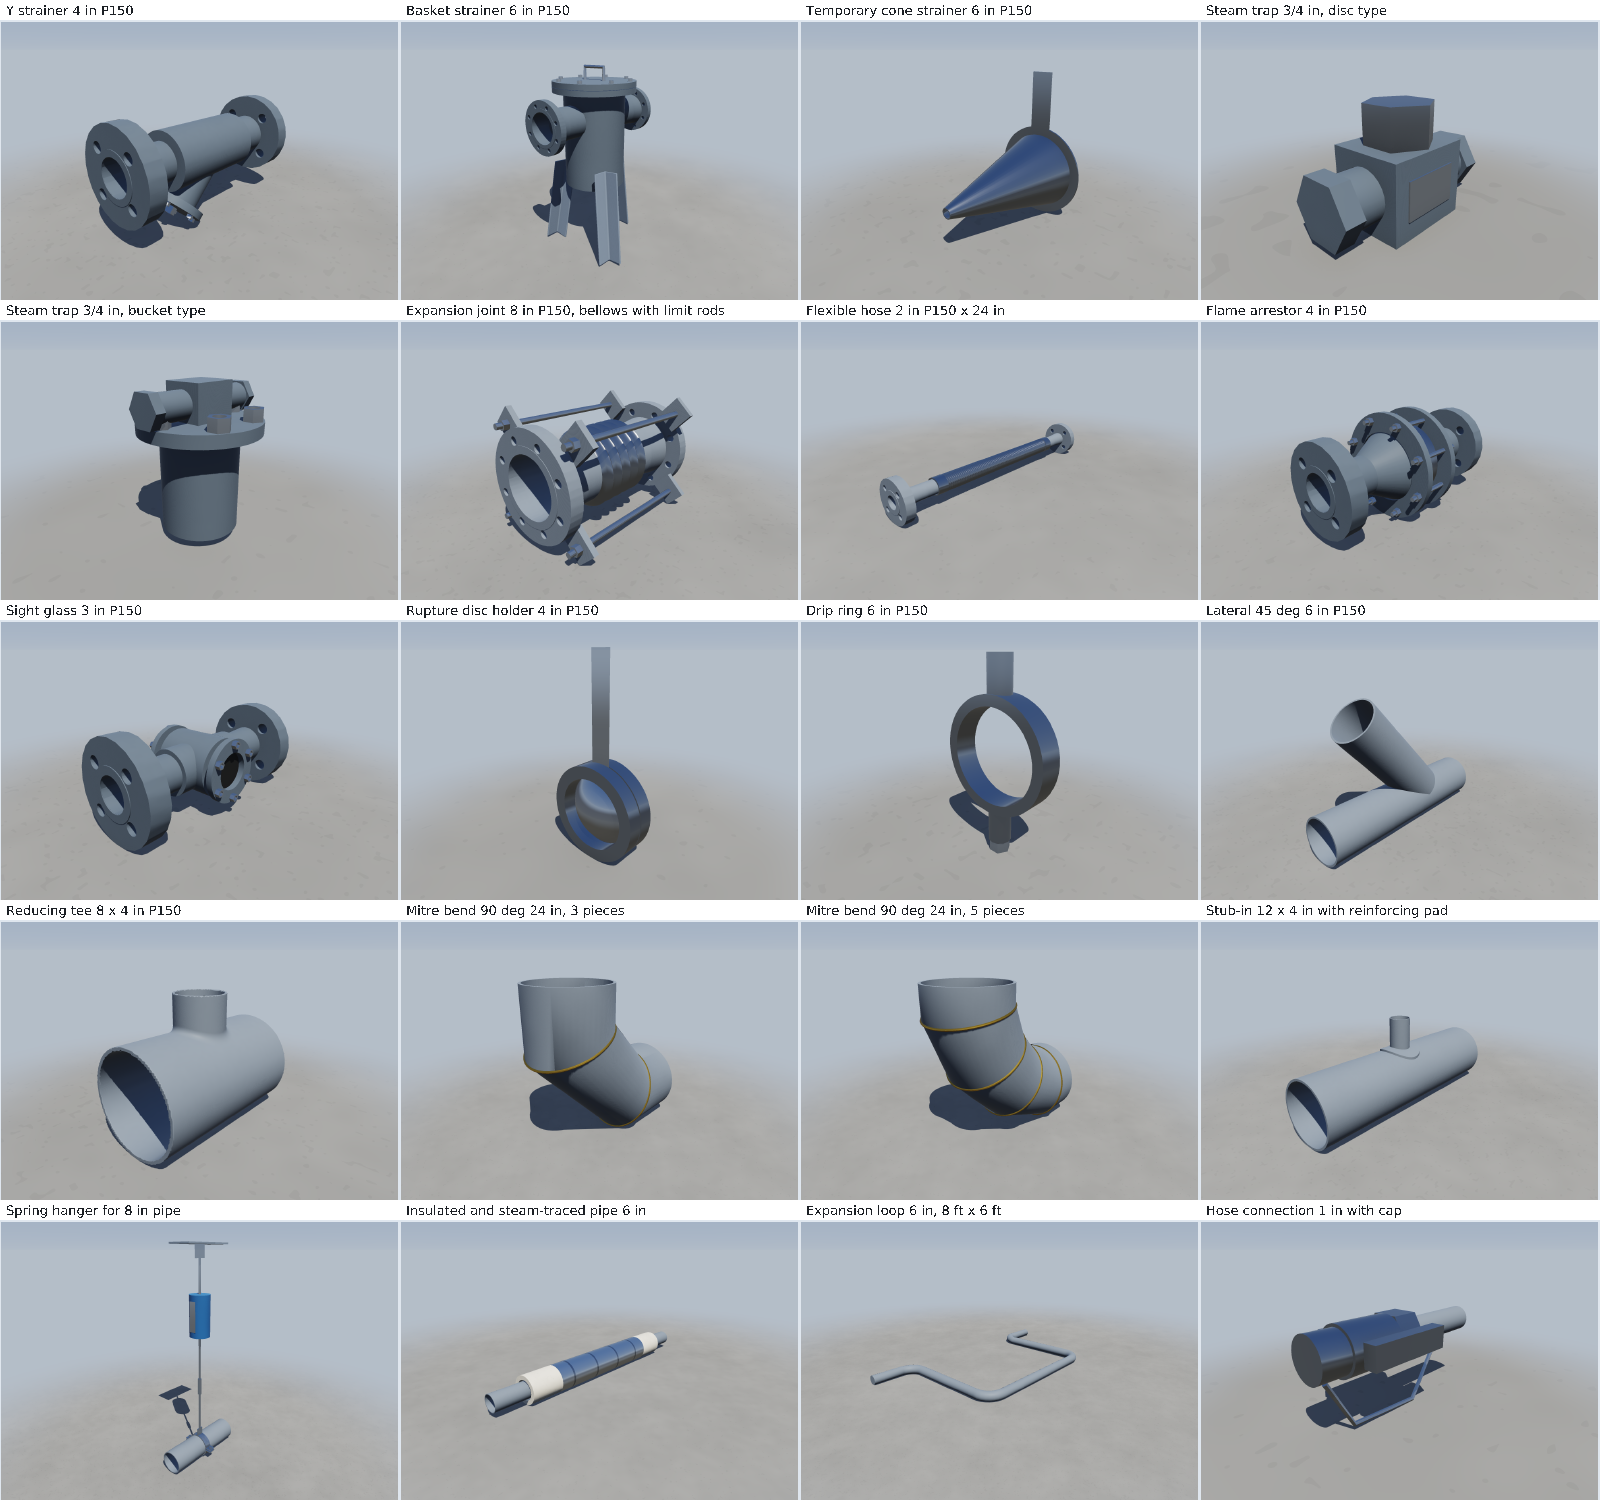 Y strainer 4 in P150
Basket strainer 6 in P150
Temporary cone strainer 6 in P150
Steam trap 3/4 in, disc type
Steam trap 3/4 in, bucket type
Expansion joint 8 in P150, bellows with limit rods
Flexible hose 2 in P150 x 24 in
Flame arrestor 4 in P150
Sight glass 3 in P150
Rupture disc holder 4 in P150
Drip ring 6 in P150
Lateral 45 deg 6 in P150
Reducing tee 8 x 4 in P150
Mitre bend 90 deg 24 in, 3 pieces
Mitre bend 90 deg 24 in, 5 pieces
Stub-in 12 x 4 in with reinforcing pad
Spring hanger for 8 in pipe
Insulated and steam-traced pipe 6 in
Expansion loop 6 in, 8 ft x 6 ft
Hose connection 1 in with cap